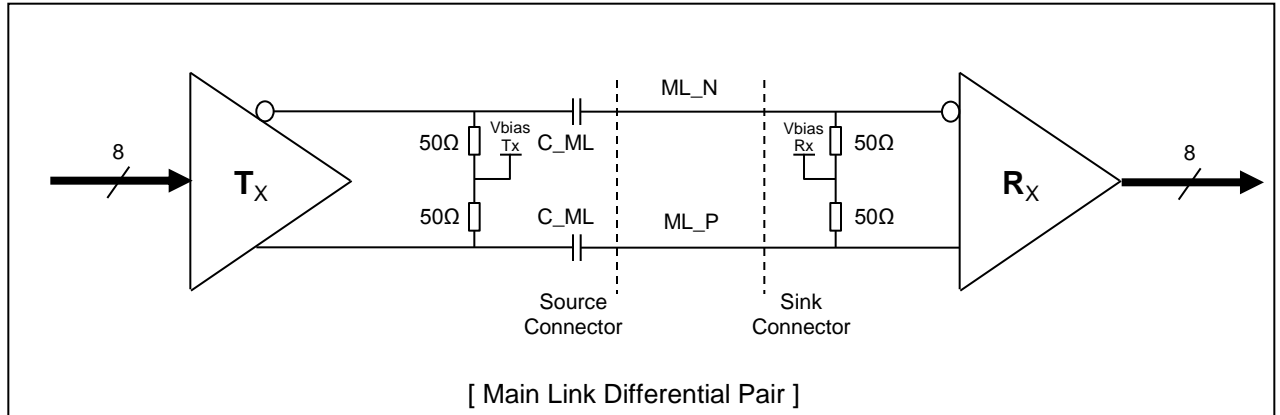 ML_N
Vbias
Tx
Vbias
Rx
50Ω
C_ML
50Ω
8
8
TX
RX
50Ω
C_ML
ML_P
50Ω
Source
Connector
Sink
Connector
[ Main Link Differential Pair ]